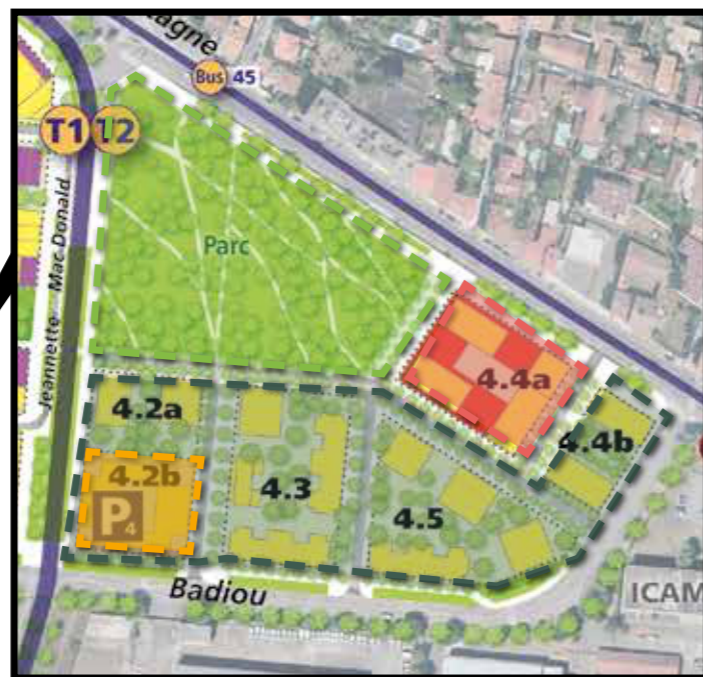 tagne
Bus 45
T1 T2
Jeannette Mac Donald
Parc
4.4a
4.2a
4.4b
4.2b
4.3
4.5
P4
Badiou
ICAM